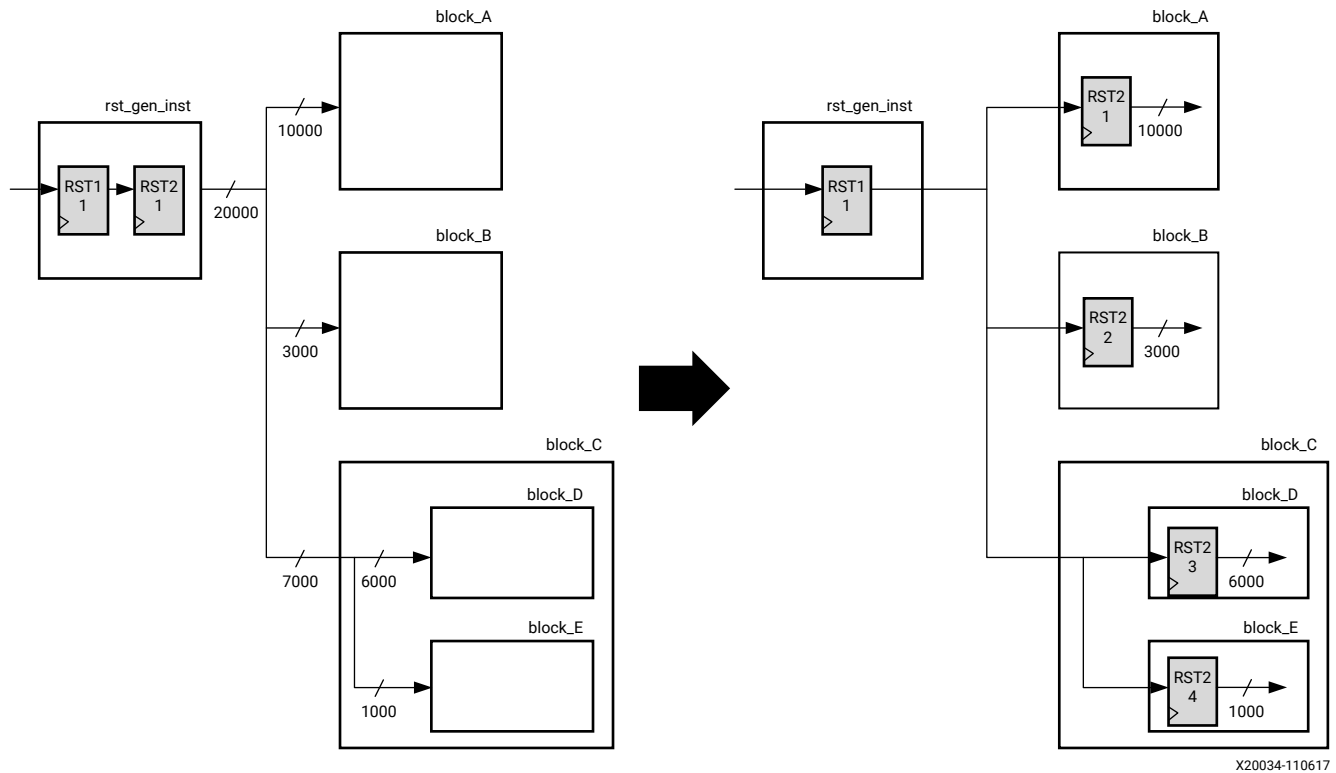 block_A
rst_gen_inst
10000
RST1
1
RST2
1
20000
block_B
3000
block_C
block_D
7000
6000
block_E
1000
block_A
rst_gen_inst
RST2
1
10000
RST1
1
block_B
RST2
2
3000
block_C
block_D
RST2
3
6000
block_E
RST2
4
1000
X20034-110617